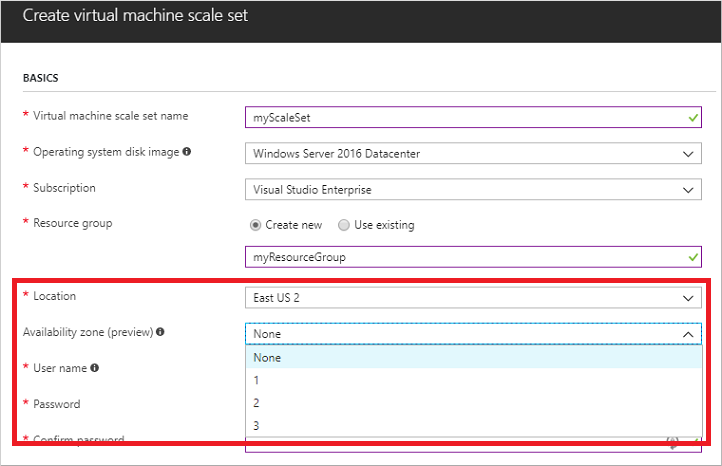 Create virtual machine scale set
BASICS
* Virtual machine scale set name myScaleSet
* Operating system disk image Windows Server 2016 Datacenter
* Subscription Visual Studio Enterprise
* Resource group Create new Use existing
myResourceGroup
* Location East US 2
Availability zone (preview) None
None
* User name
1
2
* Password
3
* Confirm password